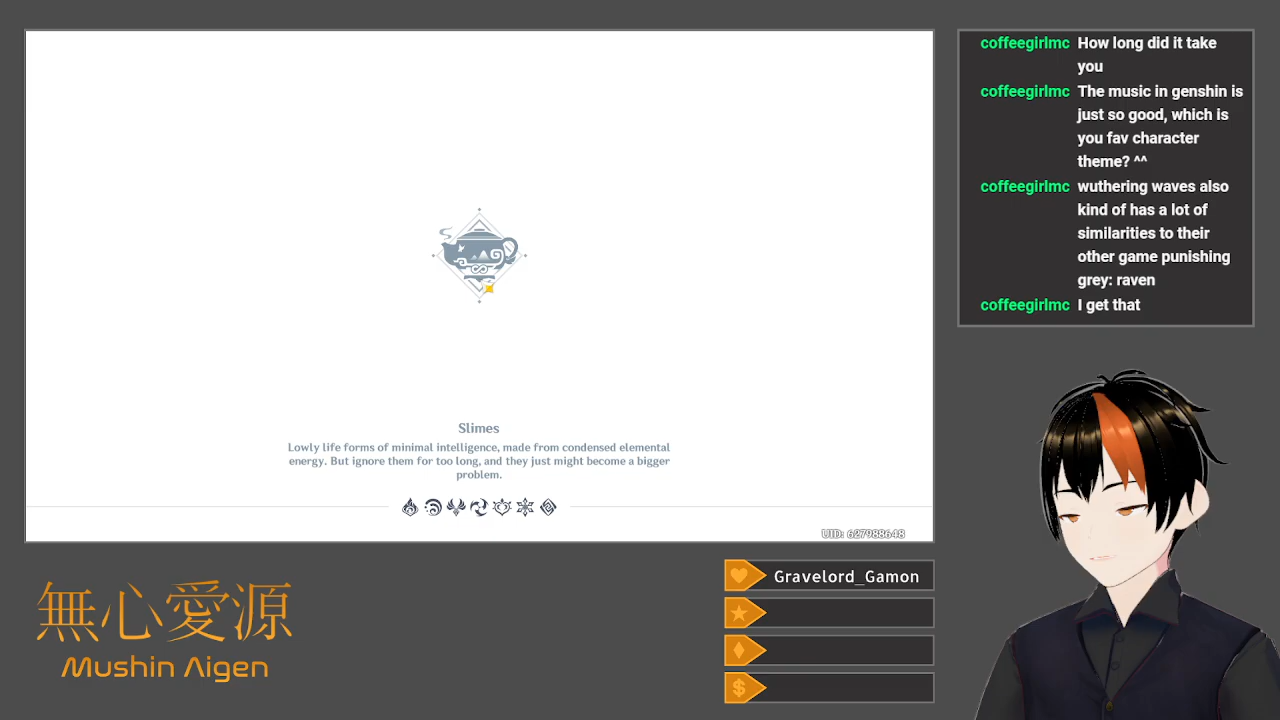 coffeegirlmc How long did it take
you
coffeegirlmc The music in genshin is
just so good, which is
you fav character
theme? ^^
coffeegirlmc wuthering waves also
kind of has a lot of
similarities to their
other game punishing
grey: raven
coffeegirlmc I get that
Slimes
Lowly life forms of minimal intelligence, made from condensed elemental
energy. But ignore them for too long, and they just might become a bigger
problem.
UID: 627988648
Gravelord_Gamon
無心愛源
Mushin Aigen